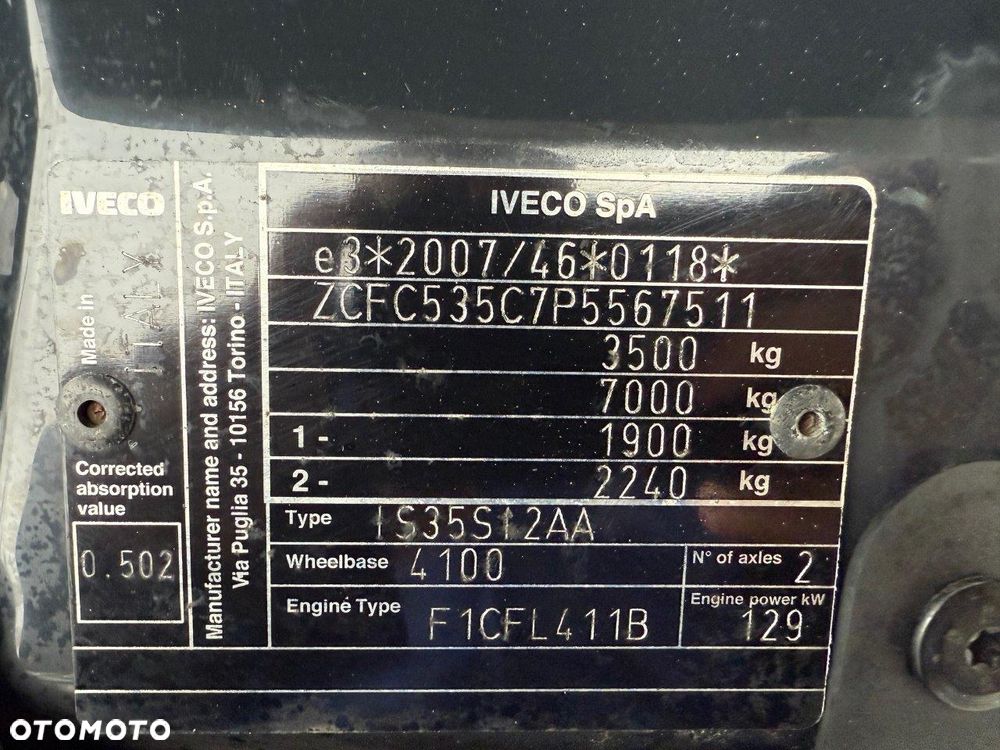 IVECO
Made in
ITALY
Manufacturer name and address: IVECO S.p.A.
Via Puglia 35 - 10156 Torino - ITALY
Corrected
absorption
value
0.502
IVECO SpA
e3*2007/46*0118*
ZCFC535C7P5567511
3500 kg
7000 kg
1 - 1900 kg
2 - 2240 kg
Type IS35SI2AA
Wheelbase 4100 N° of axles 2
Engine Type F1CFL411B Engine power kW 129
OTOMOTO